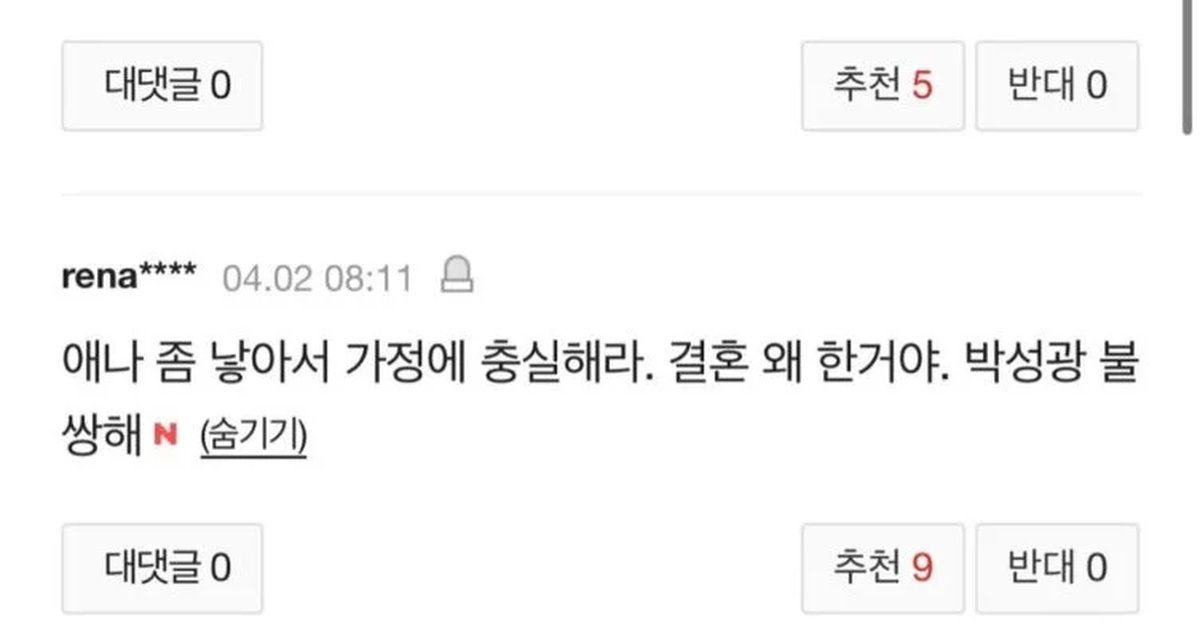 대댓글 0 추천 5 반대 0
rena**** 04.02 08:11
애나 좀 낳아서 가정에 충실해라. 결혼 왜 한거야. 박성광 불
쌍해 N (숨기기)
대댓글 0 추천 9 반대 0